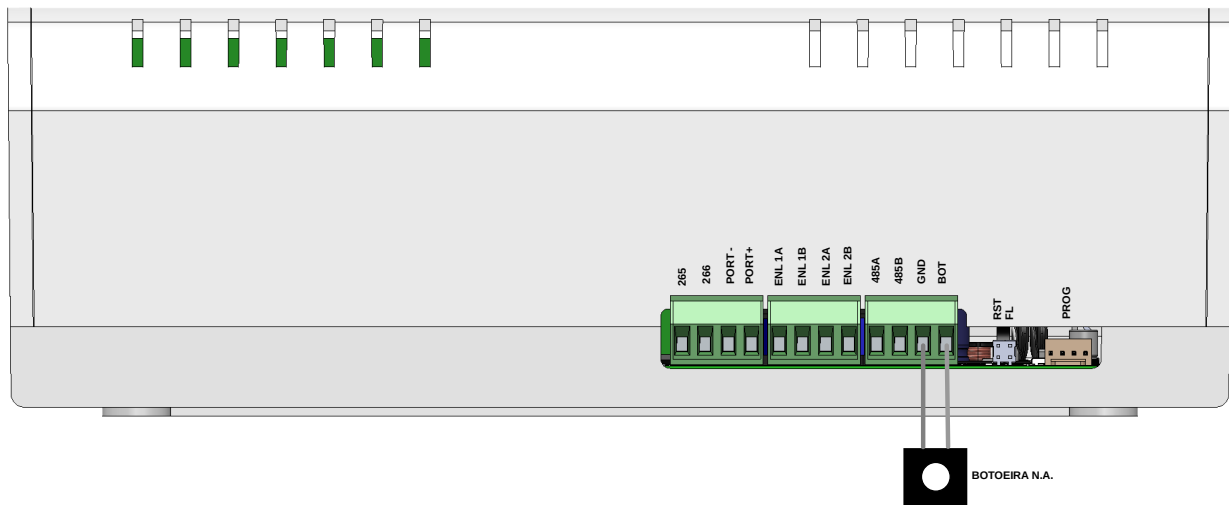 265
266
PORT -
PORT+
ENL 1A
ENL 1B
ENL 2A
ENL 2B
485A
485B
GND
BOT
RST
FL
PROG
BOTOEIRA N.A.